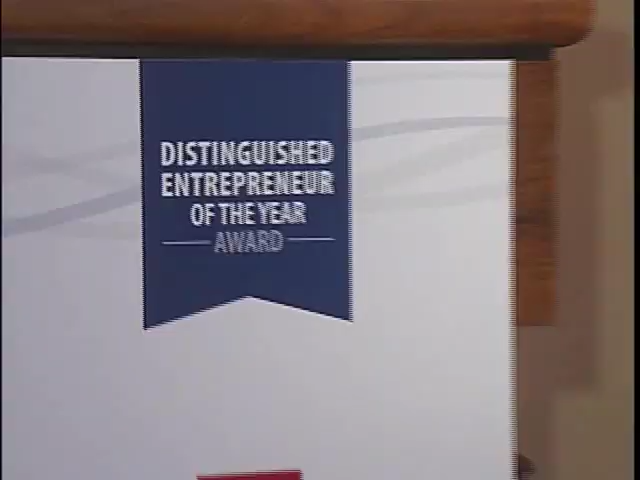 DISTINGUISHED
ENTREPRENEUR
OF THE YEAR
AWARD